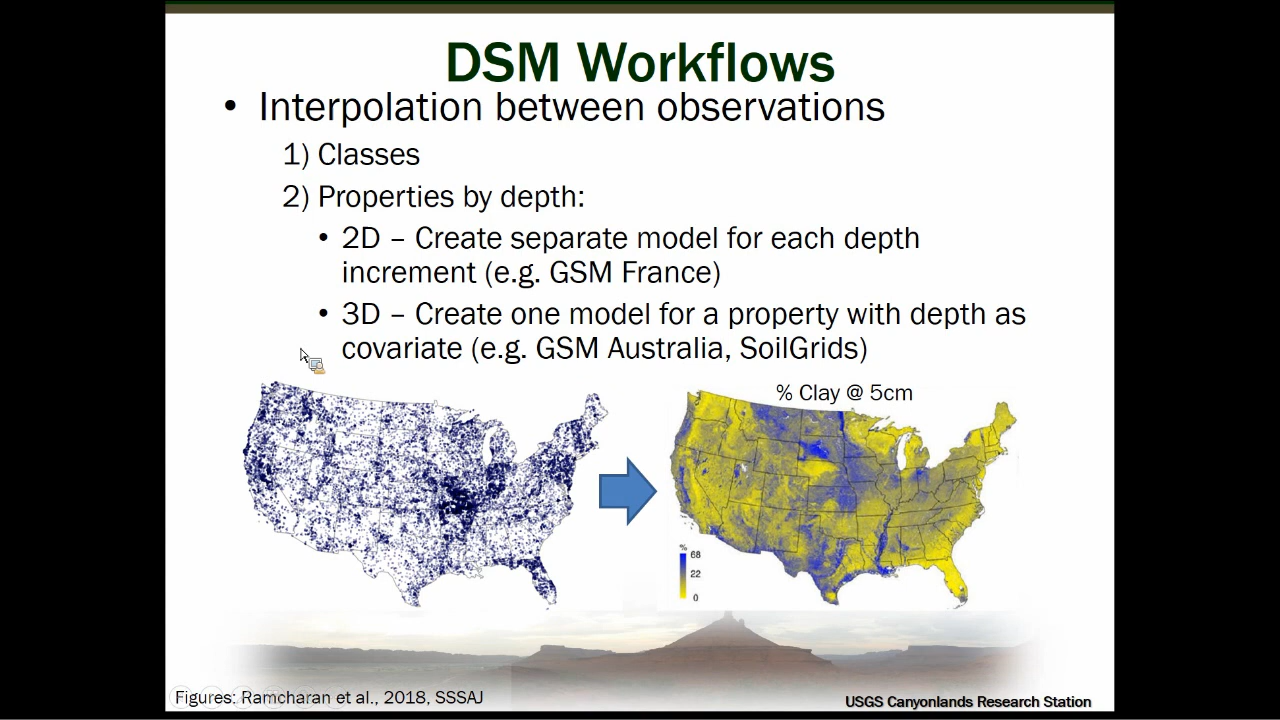 DSM Workflows
• Interpolation between observations
1) Classes
2) Properties by depth:
• 2D – Create separate model for each depth
increment (e.g. GSM France)
• 3D – Create one model for a property with depth as
covariate (e.g. GSM Australia, SoilGrids)
% Clay @ 5cm
%
68
22
0
Figures: Ramcharan et al., 2018, SSSAJ
USGS Canyonlands Research Station